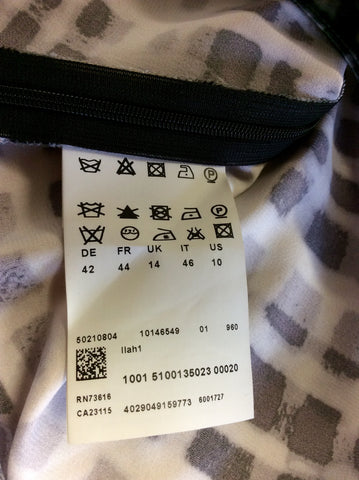 DE FR UK IT US
42 44 14 46 10
50210804 10146549 01 960
Ilah1
1001 5100135023 00020
RN73616
CA23115 4029049159773 6001727